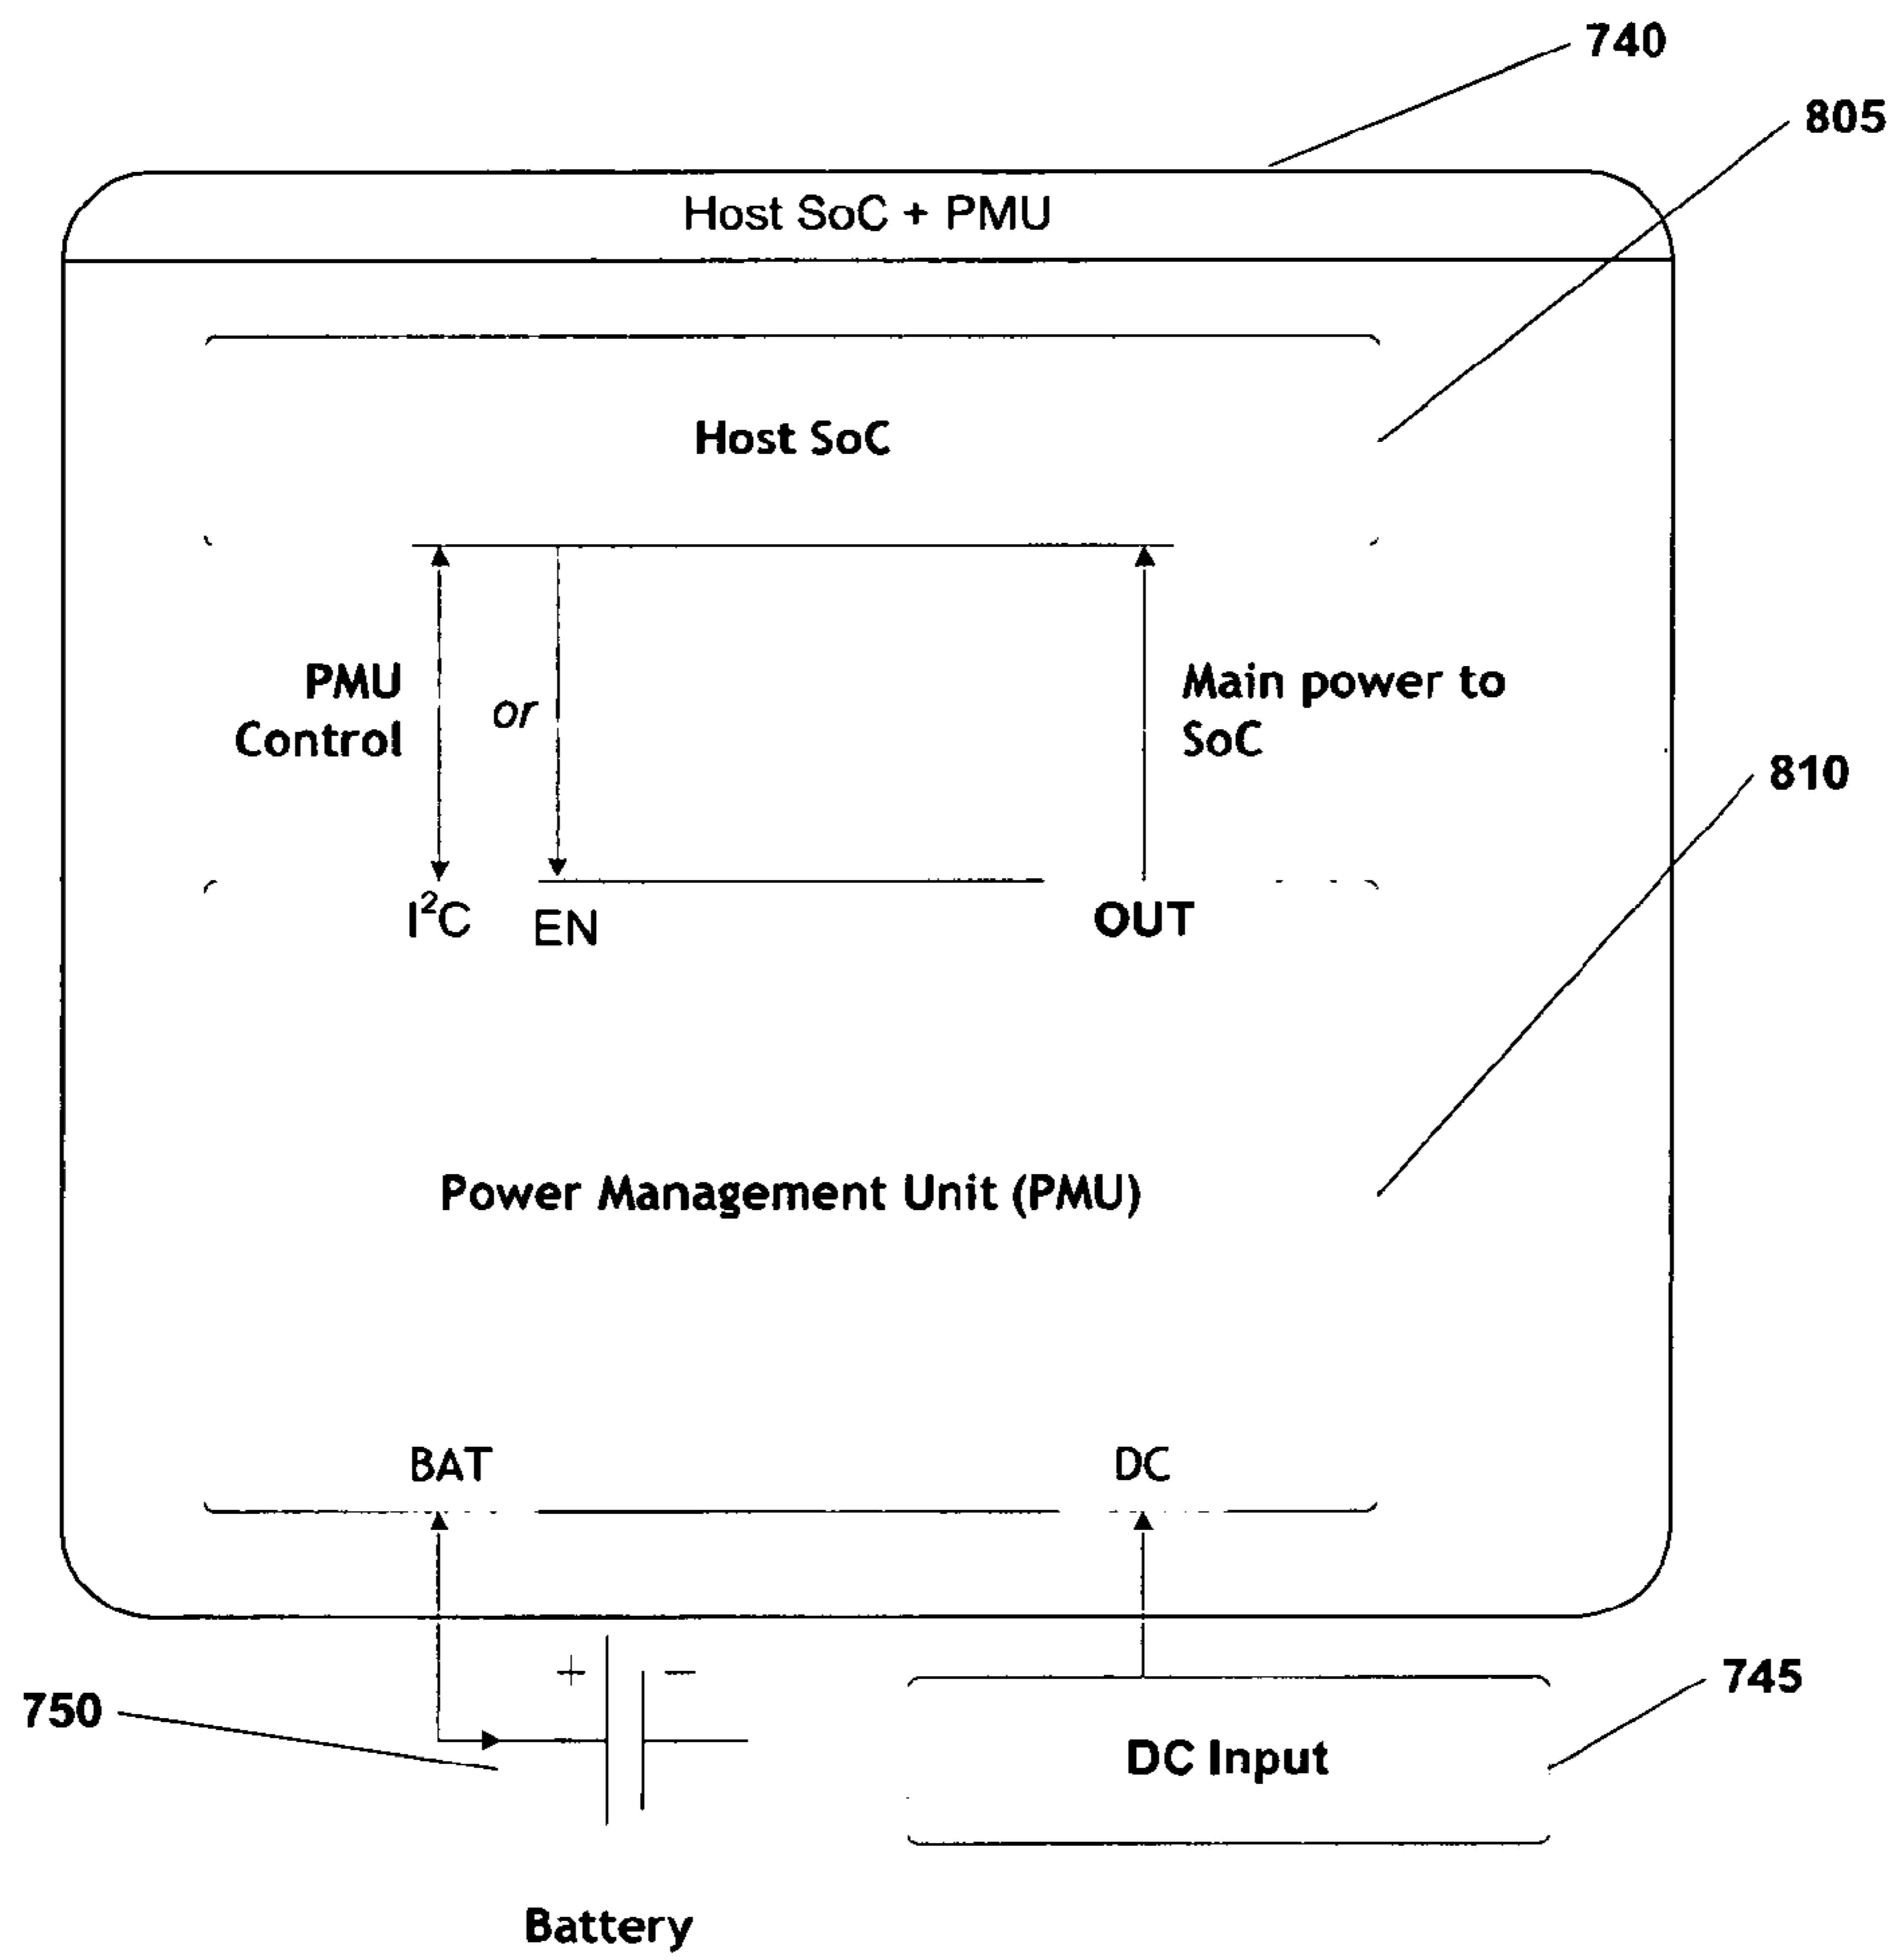 740
805
Host SoC + PMU
Host SoC
PMU
Control
or
Main power to
SoC
810
I²C
EN
OUT
Power Management Unit (PMU)
BAT
DC
+
−
750
745
DC Input
Battery